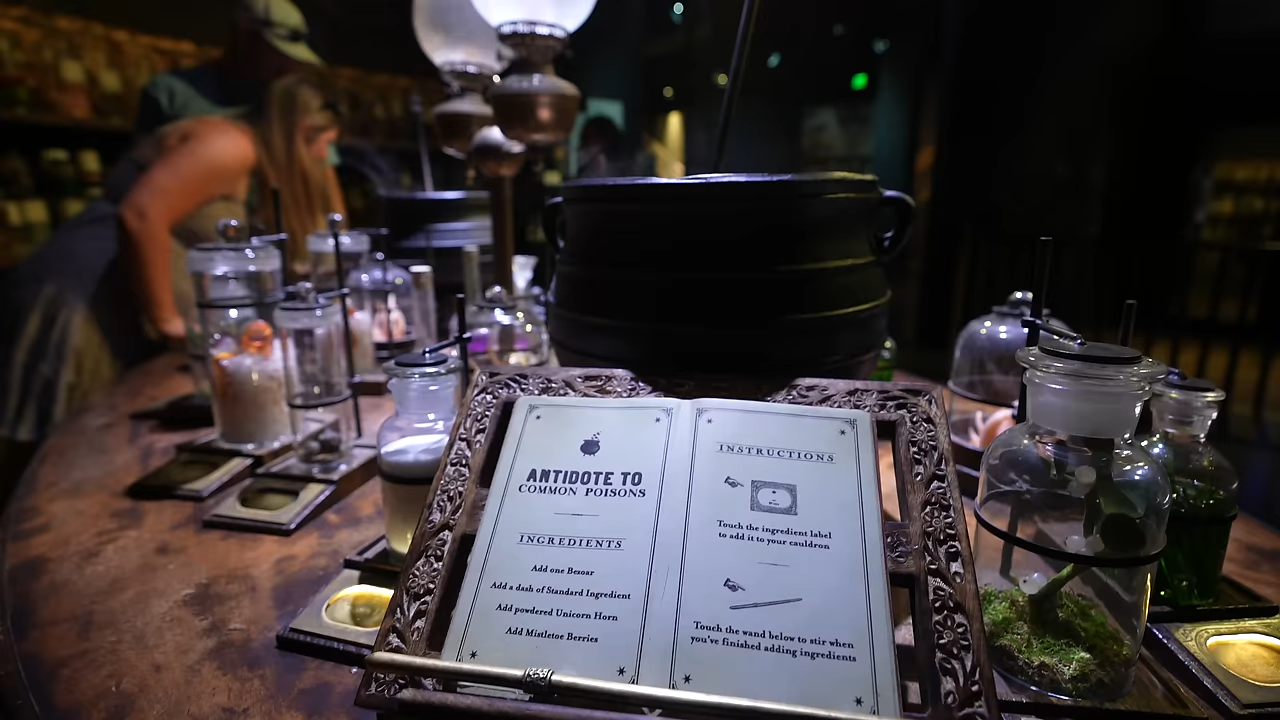 ANTIDOTE TO
COMMON POISONS
INGREDIENTS
Add one Bezoar
Add a dash of Standard Ingredient
Add powdered Unicorn Horn
Add Mistletoe Berries
INSTRUCTIONS
Touch the ingredient label
to add it to your cauldron
Touch the wand below to stir when
you've finished adding ingredients